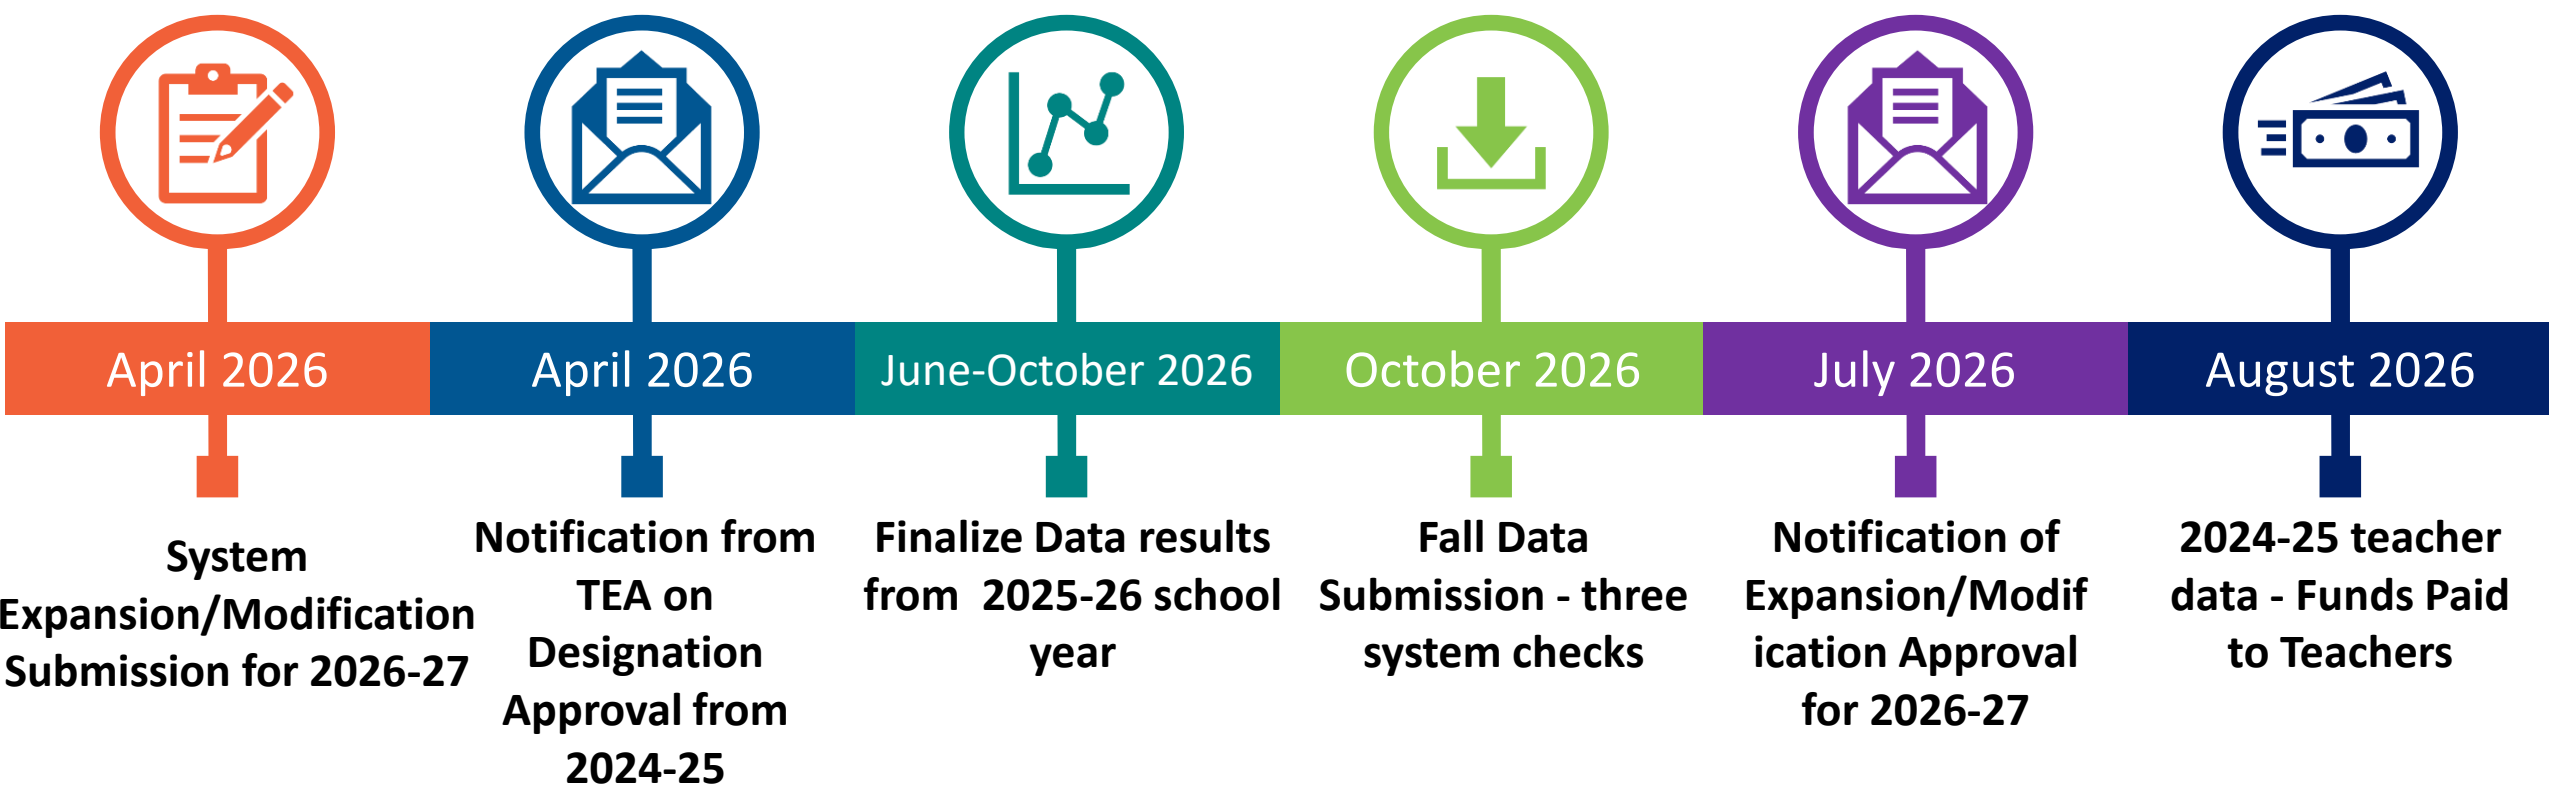 April 2026
System
Expansion/Modification
Submission for 2026-27
April 2026
Notification from
TEA on
Designation
Approval from
2024-25
June-October 2026
Finalize Data results
from  2025-26 school
year
October 2026
Fall Data
Submission - three
system checks
July 2026
Notification of
Expansion/Modif
ication Approval
for 2026-27
August 2026
2024-25 teacher
data - Funds Paid
to Teachers